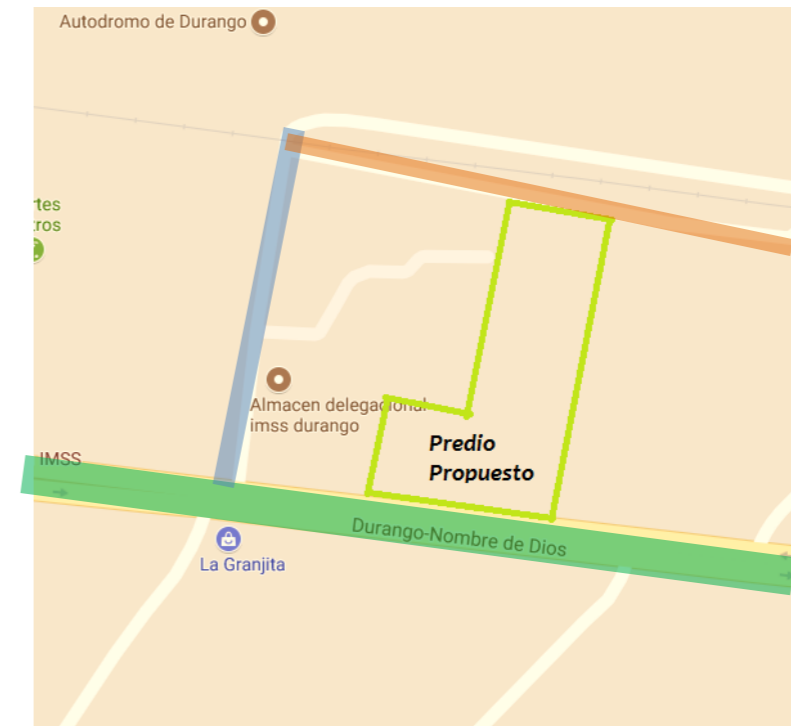 Autodromo de Durango
rtes
tros
Almacen delegacional
imss durango
Predio
Propuesto
IMSS
Durango-Nombre de Dios
La Granjita